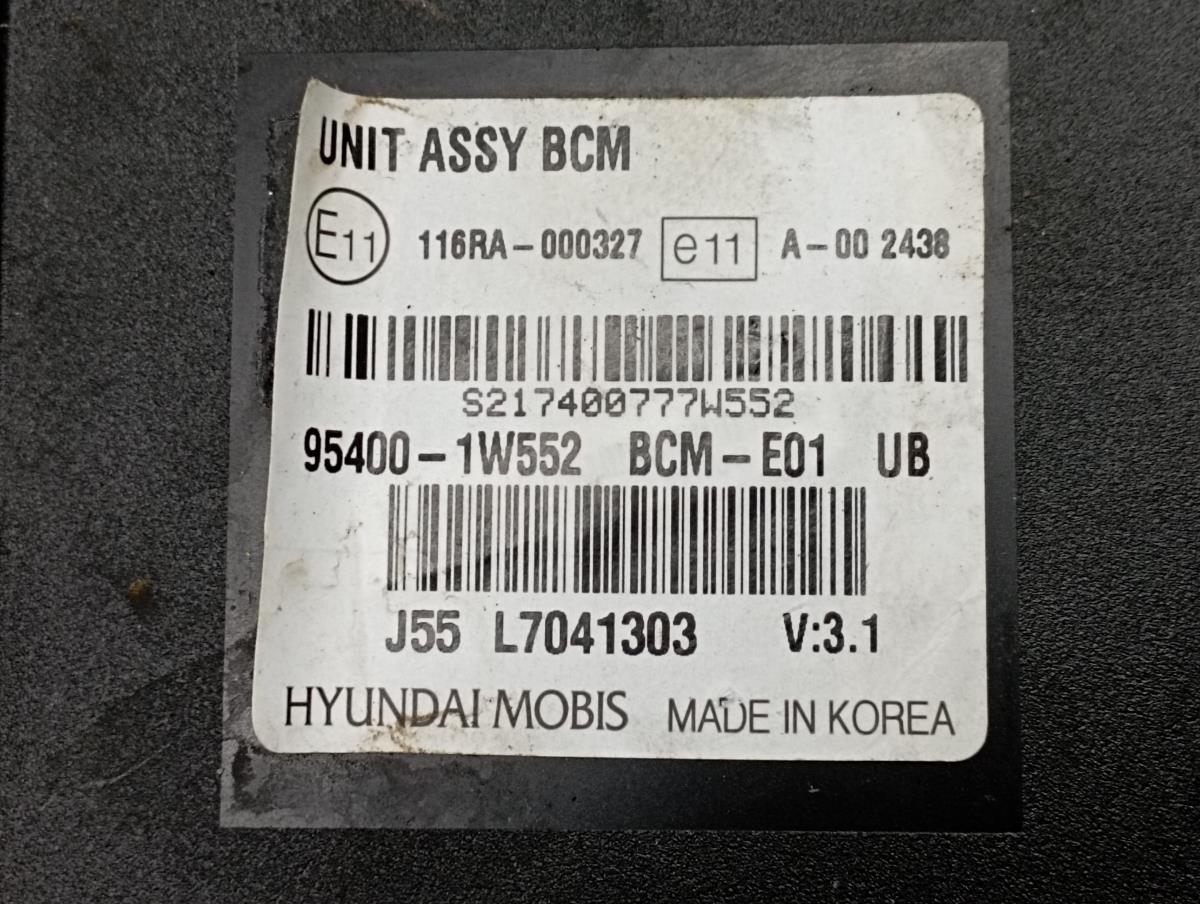 UNIT ASSY BCM
E11 116RA-000327 e11 A-00 2438
S217400777W552
95400-1W552 BCM-E01 UB
J55 L7041303 V:3.1
HYUNDAI MOBIS MADE IN KOREA